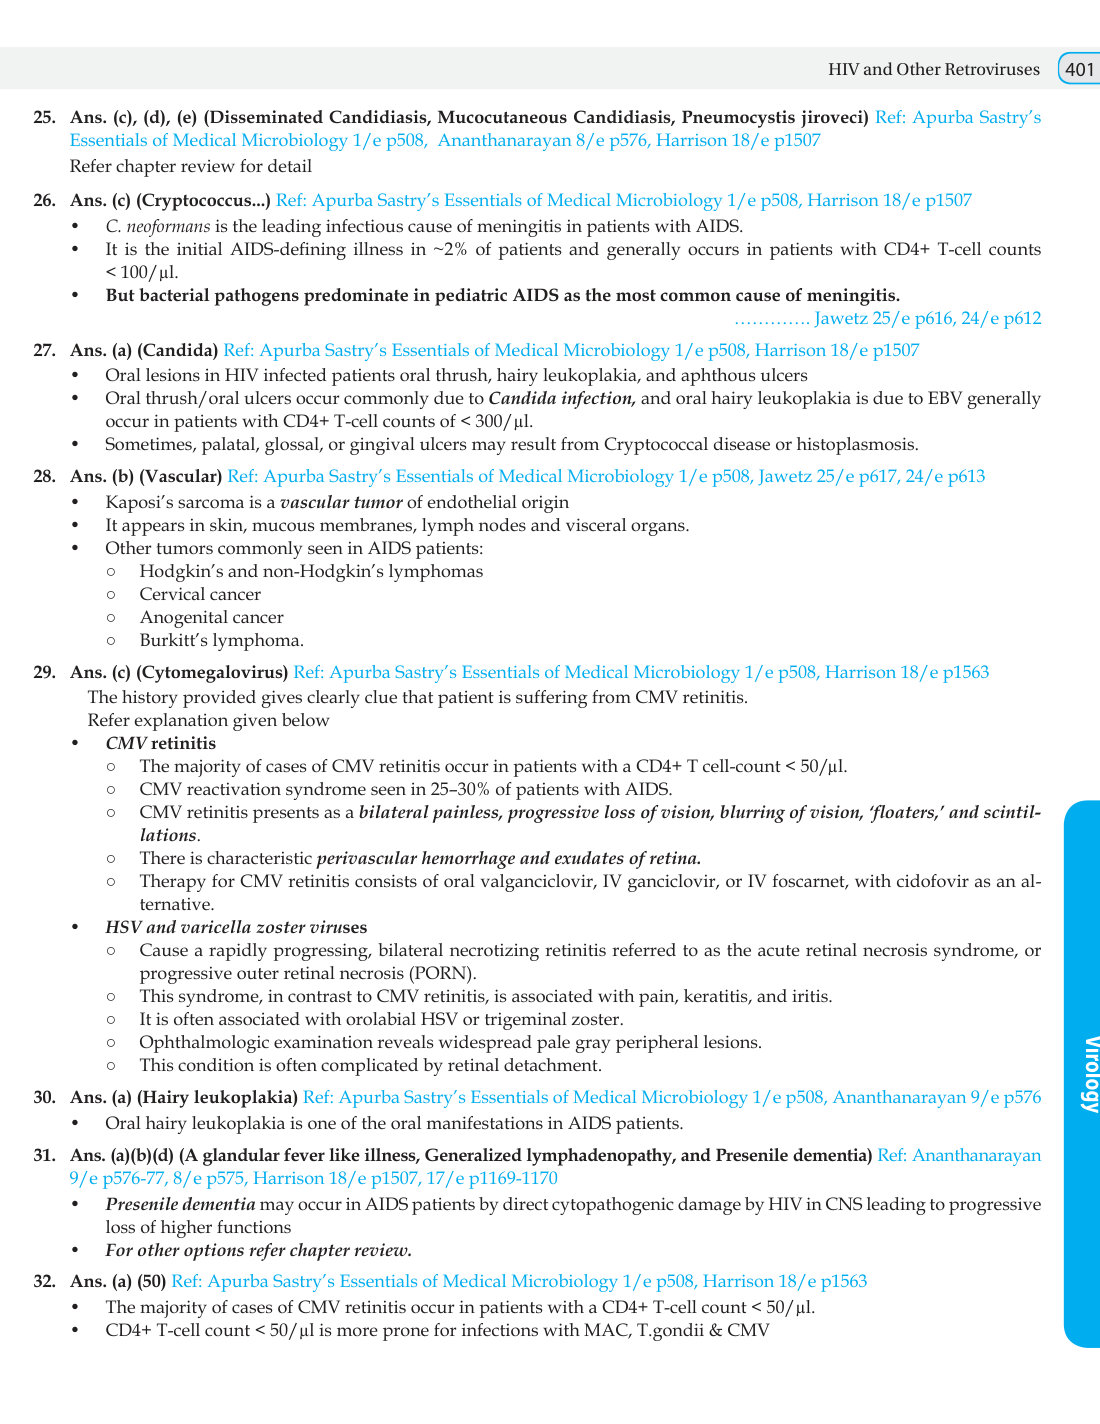 HIV and Other Retroviruses 401
25. Ans. (c), (d), (e) (Disseminated Candidiasis, Mucocutaneous Candidiasis, Pneumocystis jiroveci) Ref: Apurba Sastry's
Essentials of Medical Microbiology 1/e p508, Ananthanarayan 8/e p576, Harrison 18/e p1507
Refer chapter review for detail
26. Ans. (c) (Cryptococcus...) Ref: Apurba Sastry's Essentials of Medical Microbiology 1/e p508, Harrison 18/e p1507
• C. neoformans is the leading infectious cause of meningitis in patients with AIDS.
• It is the initial AIDS-defining illness in ~2% of patients and generally occurs in patients with CD4+ T-cell counts
< 100/µl.
• But bacterial pathogens predominate in pediatric AIDS as the most common cause of meningitis.
…………. Jawetz 25/e p616, 24/e p612
27. Ans. (a) (Candida) Ref: Apurba Sastry's Essentials of Medical Microbiology 1/e p508, Harrison 18/e p1507
• Oral lesions in HIV infected patients oral thrush, hairy leukoplakia, and aphthous ulcers
• Oral thrush/oral ulcers occur commonly due to Candida infection, and oral hairy leukoplakia is due to EBV generally
occur in patients with CD4+ T-cell counts of < 300/µl.
• Sometimes, palatal, glossal, or gingival ulcers may result from Cryptococcal disease or histoplasmosis.
28. Ans. (b) (Vascular) Ref: Apurba Sastry's Essentials of Medical Microbiology 1/e p508, Jawetz 25/e p617, 24/e p613
• Kaposi's sarcoma is a vascular tumor of endothelial origin
• It appears in skin, mucous membranes, lymph nodes and visceral organs.
• Other tumors commonly seen in AIDS patients:
○ Hodgkin's and non-Hodgkin's lymphomas
○ Cervical cancer
○ Anogenital cancer
○ Burkitt's lymphoma.
29. Ans. (c) (Cytomegalovirus) Ref: Apurba Sastry's Essentials of Medical Microbiology 1/e p508, Harrison 18/e p1563
The history provided gives clearly clue that patient is suffering from CMV retinitis.
Refer explanation given below
• CMV retinitis
○ The majority of cases of CMV retinitis occur in patients with a CD4+ T cell-count < 50/µl.
○ CMV reactivation syndrome seen in 25–30% of patients with AIDS.
○ CMV retinitis presents as a bilateral painless, progressive loss of vision, blurring of vision, 'floaters,' and scintil-
lations.
○ There is characteristic perivascular hemorrhage and exudates of retina.
○ Therapy for CMV retinitis consists of oral valganciclovir, IV ganciclovir, or IV foscarnet, with cidofovir as an al-
ternative.
• HSV and varicella zoster viruses
○ Cause a rapidly progressing, bilateral necrotizing retinitis referred to as the acute retinal necrosis syndrome, or
progressive outer retinal necrosis (PORN).
○ This syndrome, in contrast to CMV retinitis, is associated with pain, keratitis, and iritis.
○ It is often associated with orolabial HSV or trigeminal zoster.
○ Ophthalmologic examination reveals widespread pale gray peripheral lesions.
○ This condition is often complicated by retinal detachment.
30. Ans. (a) (Hairy leukoplakia) Ref: Apurba Sastry's Essentials of Medical Microbiology 1/e p508, Ananthanarayan 9/e p576
• Oral hairy leukoplakia is one of the oral manifestations in AIDS patients.
31. Ans. (a)(b)(d) (A glandular fever like illness, Generalized lymphadenopathy, and Presenile dementia) Ref: Ananthanarayan
9/e p576-77, 8/e p575, Harrison 18/e p1507, 17/e p1169-1170
• Presenile dementia may occur in AIDS patients by direct cytopathogenic damage by HIV in CNS leading to progressive
loss of higher functions
• For other options refer chapter review.
32. Ans. (a) (50) Ref: Apurba Sastry's Essentials of Medical Microbiology 1/e p508, Harrison 18/e p1563
• The majority of cases of CMV retinitis occur in patients with a CD4+ T-cell count < 50/µl.
• CD4+ T-cell count < 50/µl is more prone for infections with MAC, T.gondii & CMV
Virology